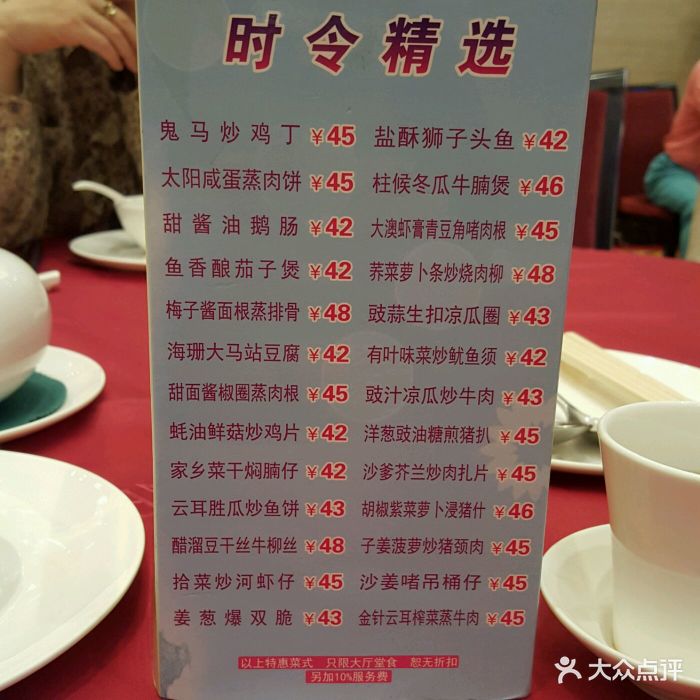 时令精选
鬼马炒鸡丁 ¥45 盐酥狮子头鱼 ¥42
太阳咸蛋蒸肉饼 ¥45 柱候冬瓜牛腩煲 ¥46
甜酱油鹅肠 ¥42 大澳虾膏青豆角啫肉根 ¥45
鱼香酿茄子煲 ¥42 荞菜萝卜条炒烧肉柳 ¥48
梅子酱面根蒸排骨 ¥48 豉蒜生扣凉瓜圈 ¥43
海珊大马站豆腐 ¥42 有叶味菜炒鱿鱼须 ¥42
甜面酱椒圈蒸肉根 ¥45 豉汁凉瓜炒牛肉 ¥43
蚝油鲜菇炒鸡片 ¥42 洋葱豉油糖煎猪扒 ¥45
家乡菜干焖腩仔 ¥42 沙爹芥兰炒肉扎片 ¥45
云耳胜瓜炒鱼饼 ¥43 胡椒紫菜萝卜浸猪什 ¥46
醋溜豆干丝牛柳丝 ¥48 子姜菠萝炒猪颈肉 ¥45
拾菜炒河虾仔 ¥45 沙姜啫吊桶仔 ¥45
姜葱爆双脆 ¥43 金针云耳榨菜蒸牛肉 ¥45
以上特惠菜式 只限大厅堂食 恕无折扣
另加10%服务费
大众点评